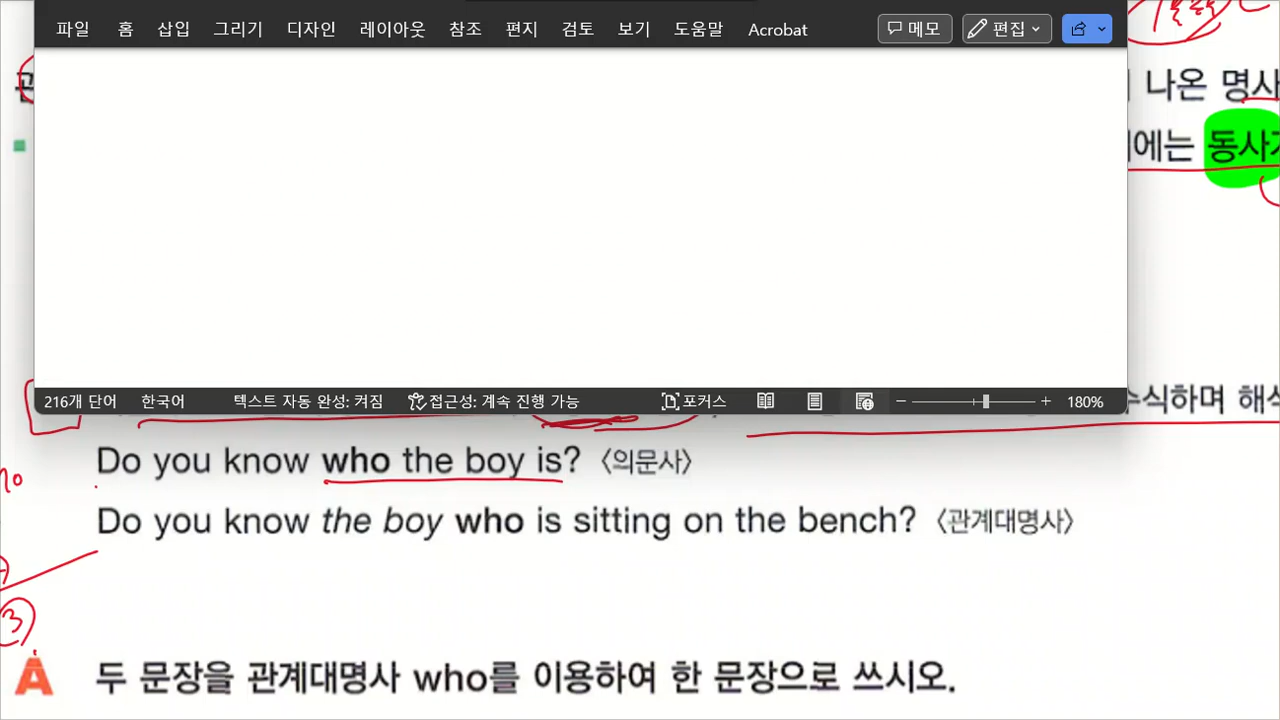 파일 홈 삽입 그리기 디자인 레이아웃 참조 편지 검토 보기 도움말 Acrobat 메모 편집
나온 명사
에는 동사
216개 단어 한국어 텍스트 자동 완성: 켜짐 접근성: 계속 진행 가능 포커스 180%
수식하며 해석
Do you know who the boy is? <의문사>
Do you know the boy who is sitting on the bench? <관계대명사>
③
A 두 문장을 관계대명사 who를 이용하여 한 문장으로 쓰시오.